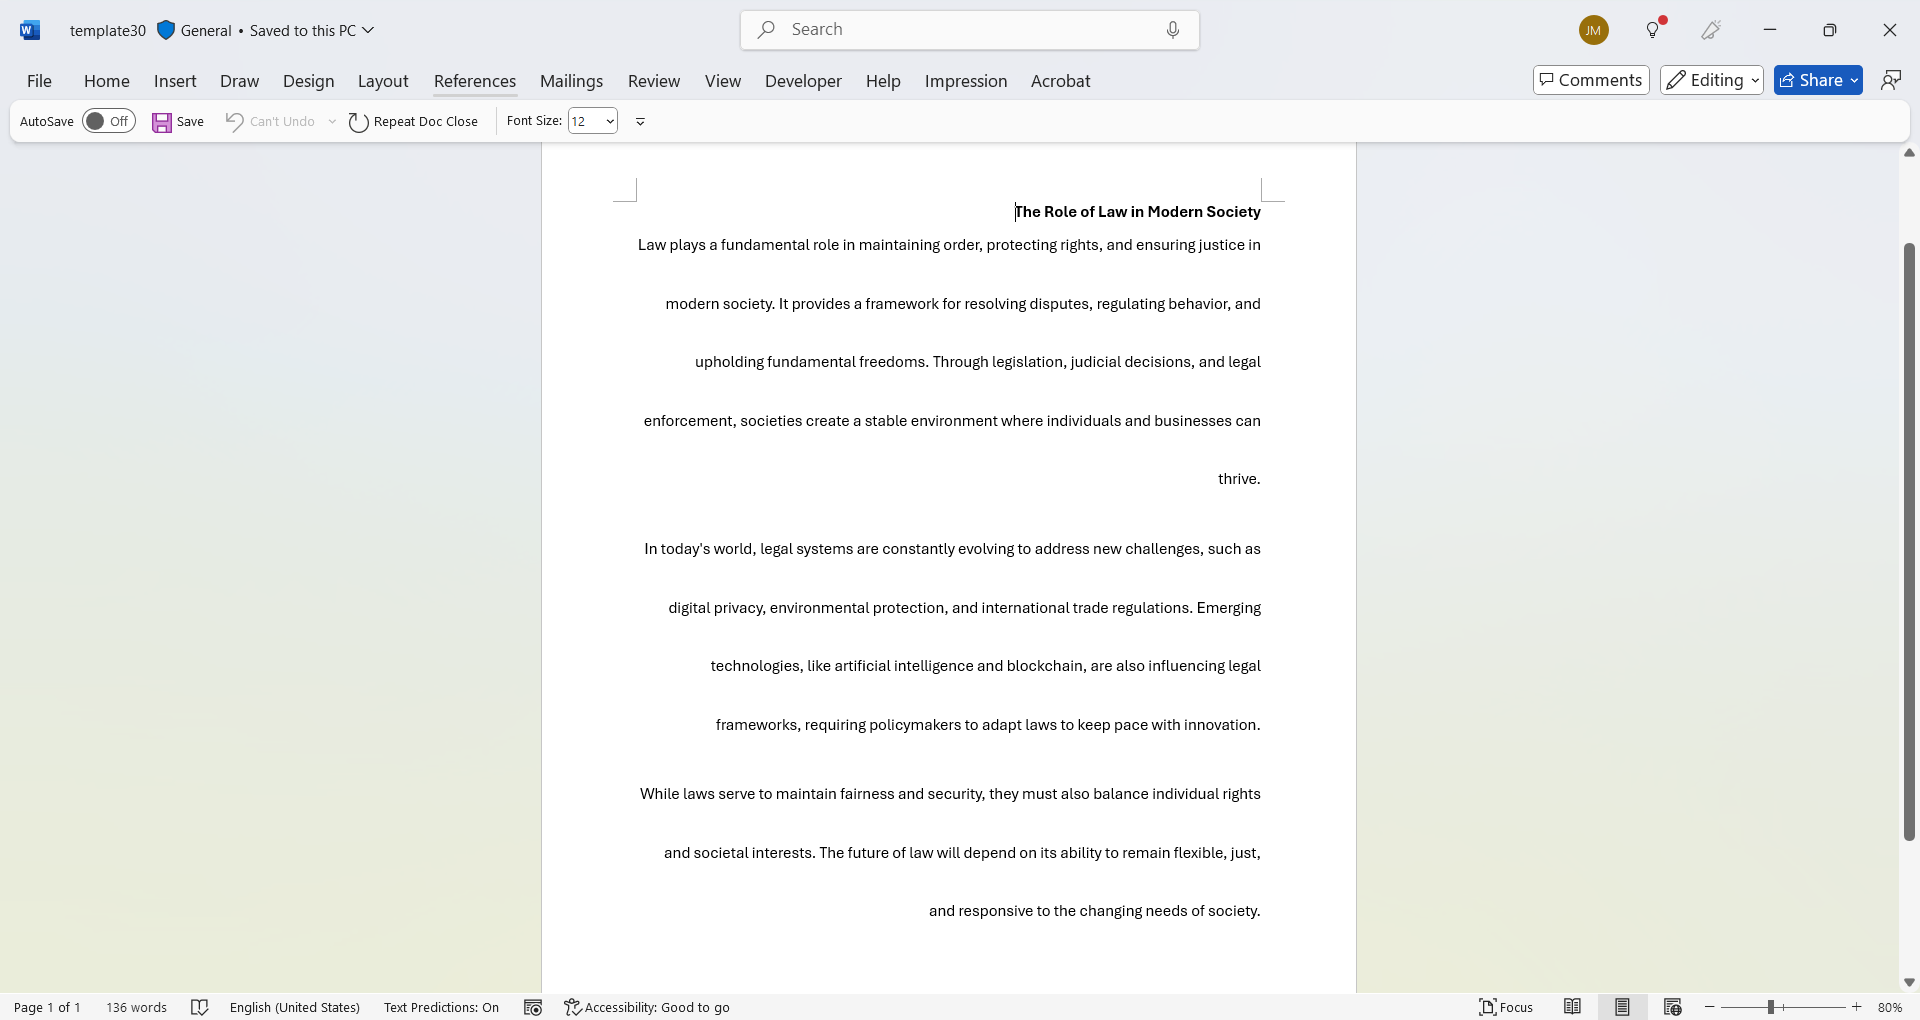 template30 General • Saved to this PC
Search
JM
File Home Insert Draw Design Layout References Mailings Review View Developer Help Impression Acrobat
Comments Editing Share
AutoSave Off Save Can't Undo Repeat Doc Close Font Size: 12
The Role of Law in Modern Society
Law plays a fundamental role in maintaining order, protecting rights, and ensuring justice in
modern society. It provides a framework for resolving disputes, regulating behavior, and
upholding fundamental freedoms. Through legislation, judicial decisions, and legal
enforcement, societies create a stable environment where individuals and businesses can
thrive.
In today's world, legal systems are constantly evolving to address new challenges, such as
digital privacy, environmental protection, and international trade regulations. Emerging
technologies, like artificial intelligence and blockchain, are also influencing legal
frameworks, requiring policymakers to adapt laws to keep pace with innovation.
While laws serve to maintain fairness and security, they must also balance individual rights
and societal interests. The future of law will depend on its ability to remain flexible, just,
and responsive to the changing needs of society.
Page 1 of 1 136 words English (United States) Text Predictions: On Accessibility: Good to go Focus 80%